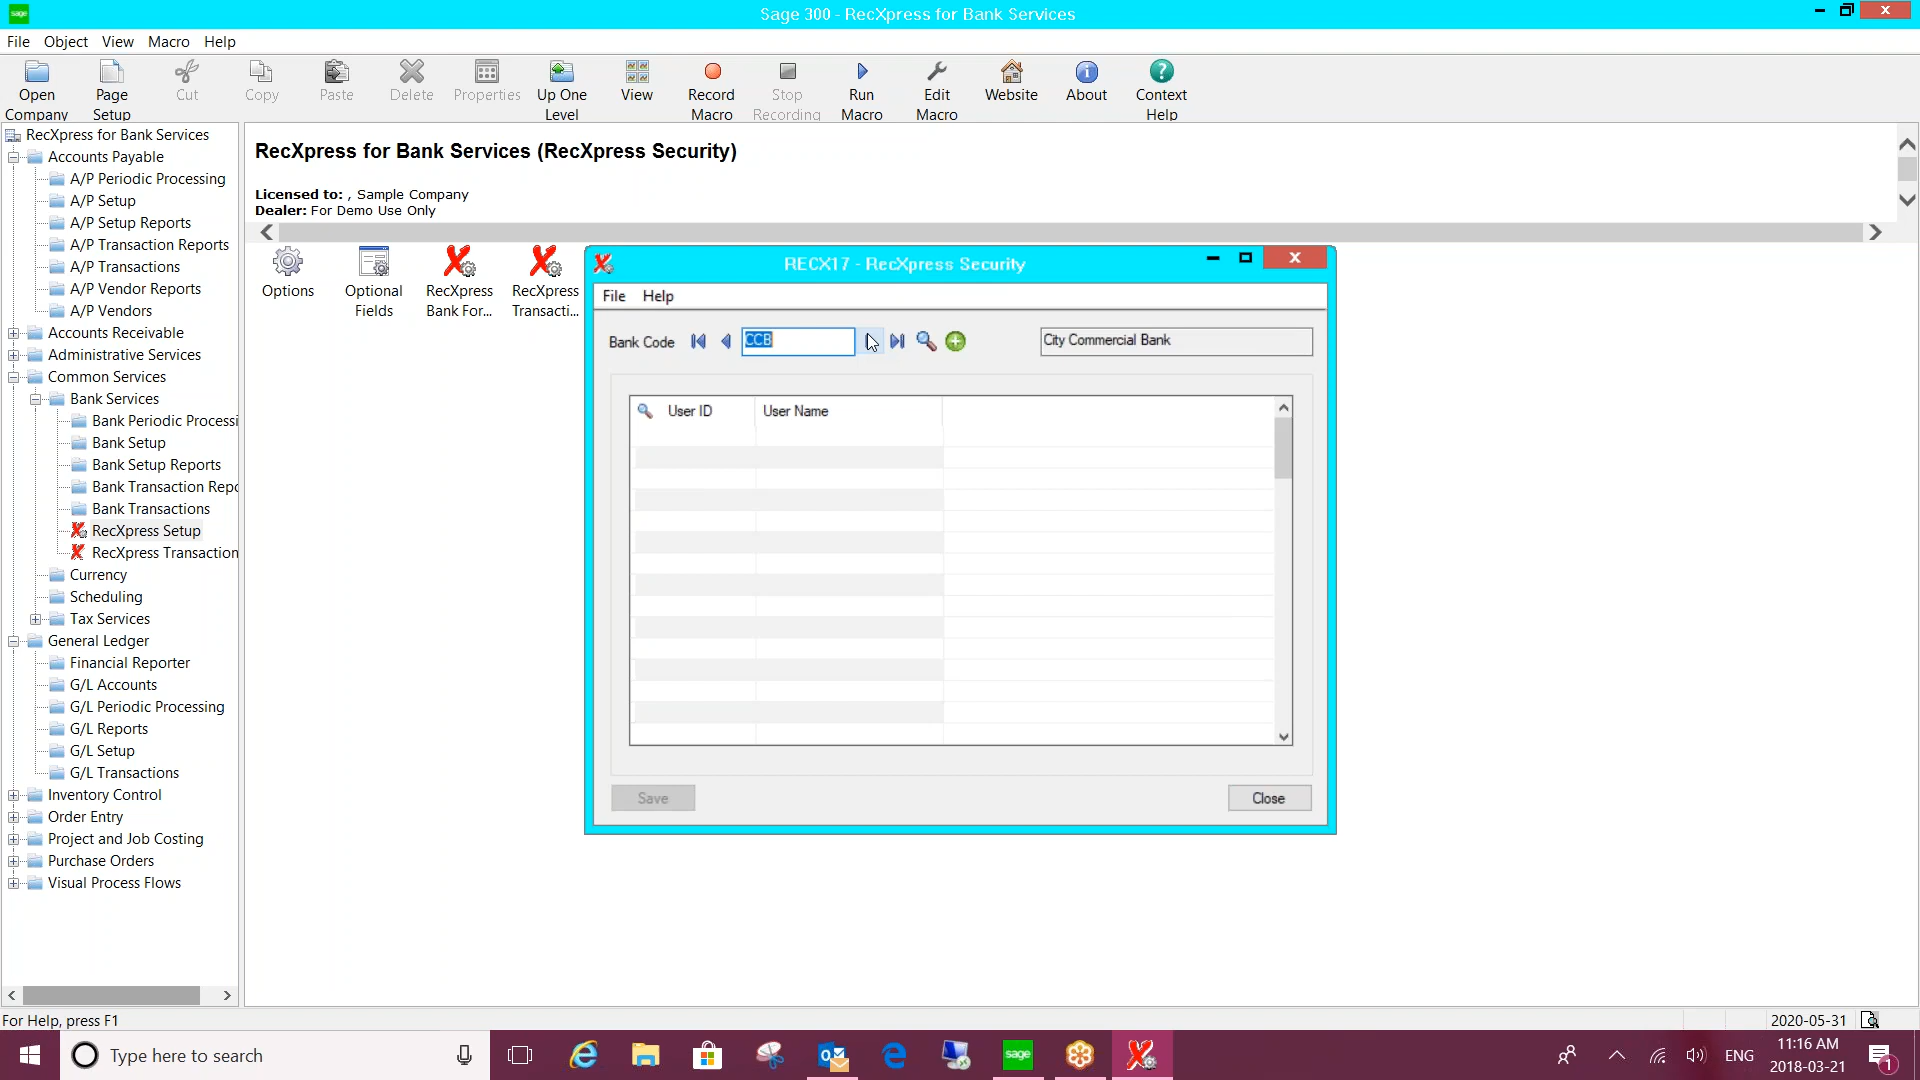 sage
Sage 300 - RecXpress for Bank Services
File Object View Macro Help
Open Company
Page Setup
Cut
Copy
Paste
Delete
Properties
Up One Level
View
Record Macro
Stop Recording
Run Macro
Edit Macro
Website
About
Context Help
RecXpress for Bank Services
Accounts Payable
A/P Periodic Processing
A/P Setup
A/P Setup Reports
A/P Transaction Reports
A/P Transactions
A/P Vendor Reports
A/P Vendors
Accounts Receivable
Administrative Services
Common Services
Bank Services
Bank Periodic Processi
Bank Setup
Bank Setup Reports
Bank Transaction Repo
Bank Transactions
RecXpress Setup
RecXpress Transaction
Currency
Scheduling
Tax Services
General Ledger
Financial Reporter
G/L Accounts
G/L Periodic Processing
G/L Reports
G/L Setup
G/L Transactions
Inventory Control
Order Entry
Project and Job Costing
Purchase Orders
Visual Process Flows
RecXpress for Bank Services (RecXpress Security)
Licensed to: , Sample Company
Dealer: For Demo Use Only
Options
Optional Fields
RecXpress Bank For...
RecXpress Transacti...
RECX17 - RecXpress Security
File Help
Bank Code CCB City Commercial Bank
User ID User Name
Save Close
For Help, press F1
2020-05-31
Type here to search
sage
ENG
11:16 AM
2018-03-21
1